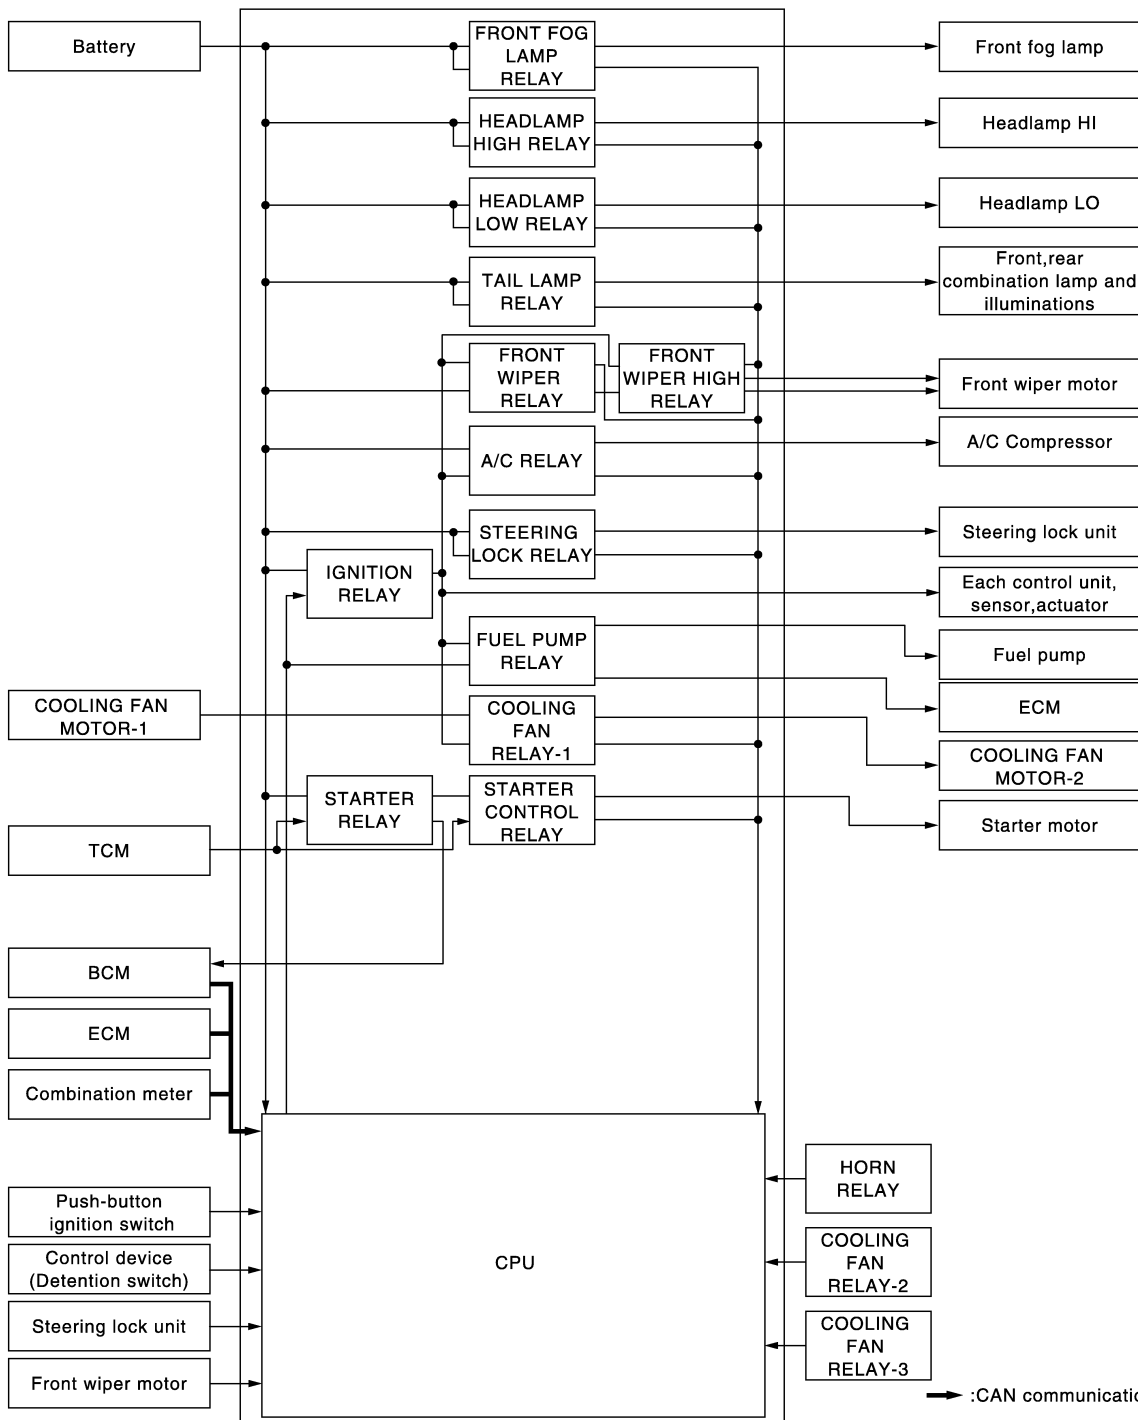 Battery
FRONT FOG
LAMP
RELAY
Front fog lamp
HEADLAMP
HIGH RELAY
Headlamp HI
HEADLAMP
LOW RELAY
Headlamp LO
TAIL LAMP
RELAY
Front,rear
combination lamp and
illuminations
FRONT
WIPER
RELAY
FRONT
WIPER HIGH
RELAY
Front wiper motor
A/C RELAY
A/C Compressor
STEERING
LOCK RELAY
Steering lock unit
IGNITION
RELAY
Each control unit,
sensor,actuator
FUEL PUMP
RELAY
Fuel pump
ECM
COOLING FAN
MOTOR-1
COOLING
FAN
RELAY-1
COOLING FAN
MOTOR-2
STARTER
RELAY
STARTER
CONTROL
RELAY
Starter motor
TCM
BCM
ECM
Combination meter
Push-button
ignition switch
Control device
(Detention switch)
Steering lock unit
Front wiper motor
CPU
HORN
RELAY
COOLING
FAN
RELAY-2
COOLING
FAN
RELAY-3
:CAN communicatio